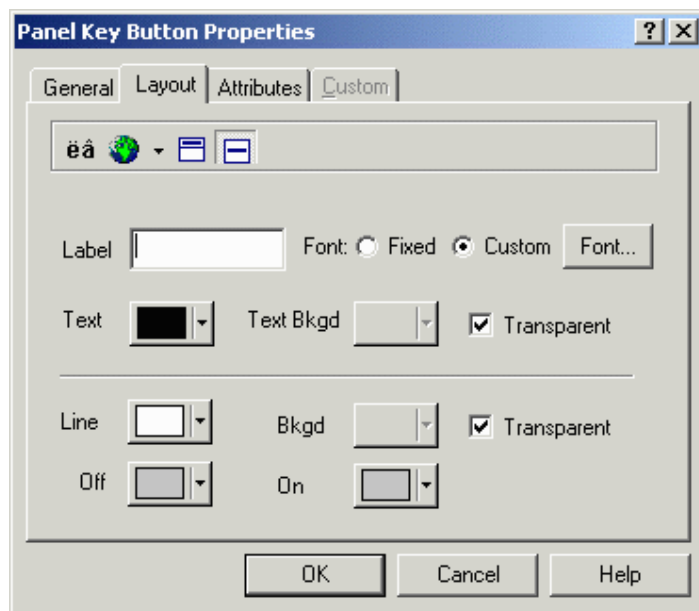 Panel Key Button Properties
General Layout Attributes Custom
ëâ
Label Font: Fixed Custom Font...
Text Text Bkgd Transparent
Line Bkgd Transparent
Off On
OK Cancel Help